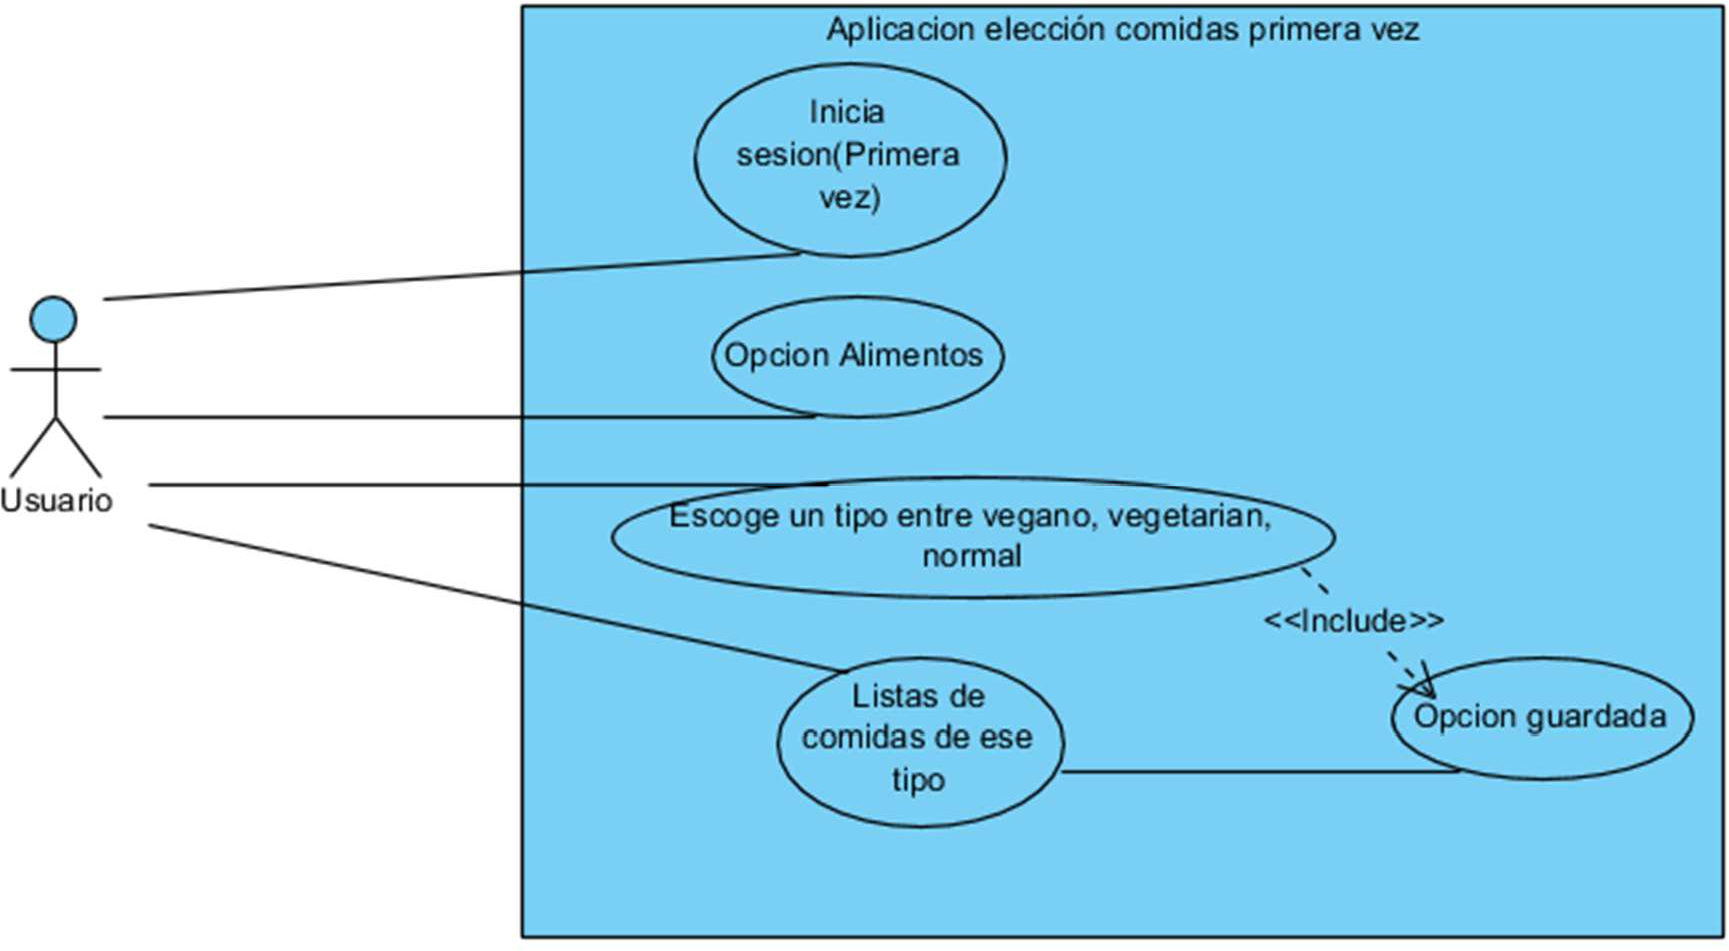 Aplicacion elección comidas primera vez
Inicia
sesion(Primera
vez)
Opcion Alimentos
Usuario
Escoge un tipo entre vegano, vegetarian,
normal
<<Include>>
Listas de
comidas de ese
tipo
Opcion guardada